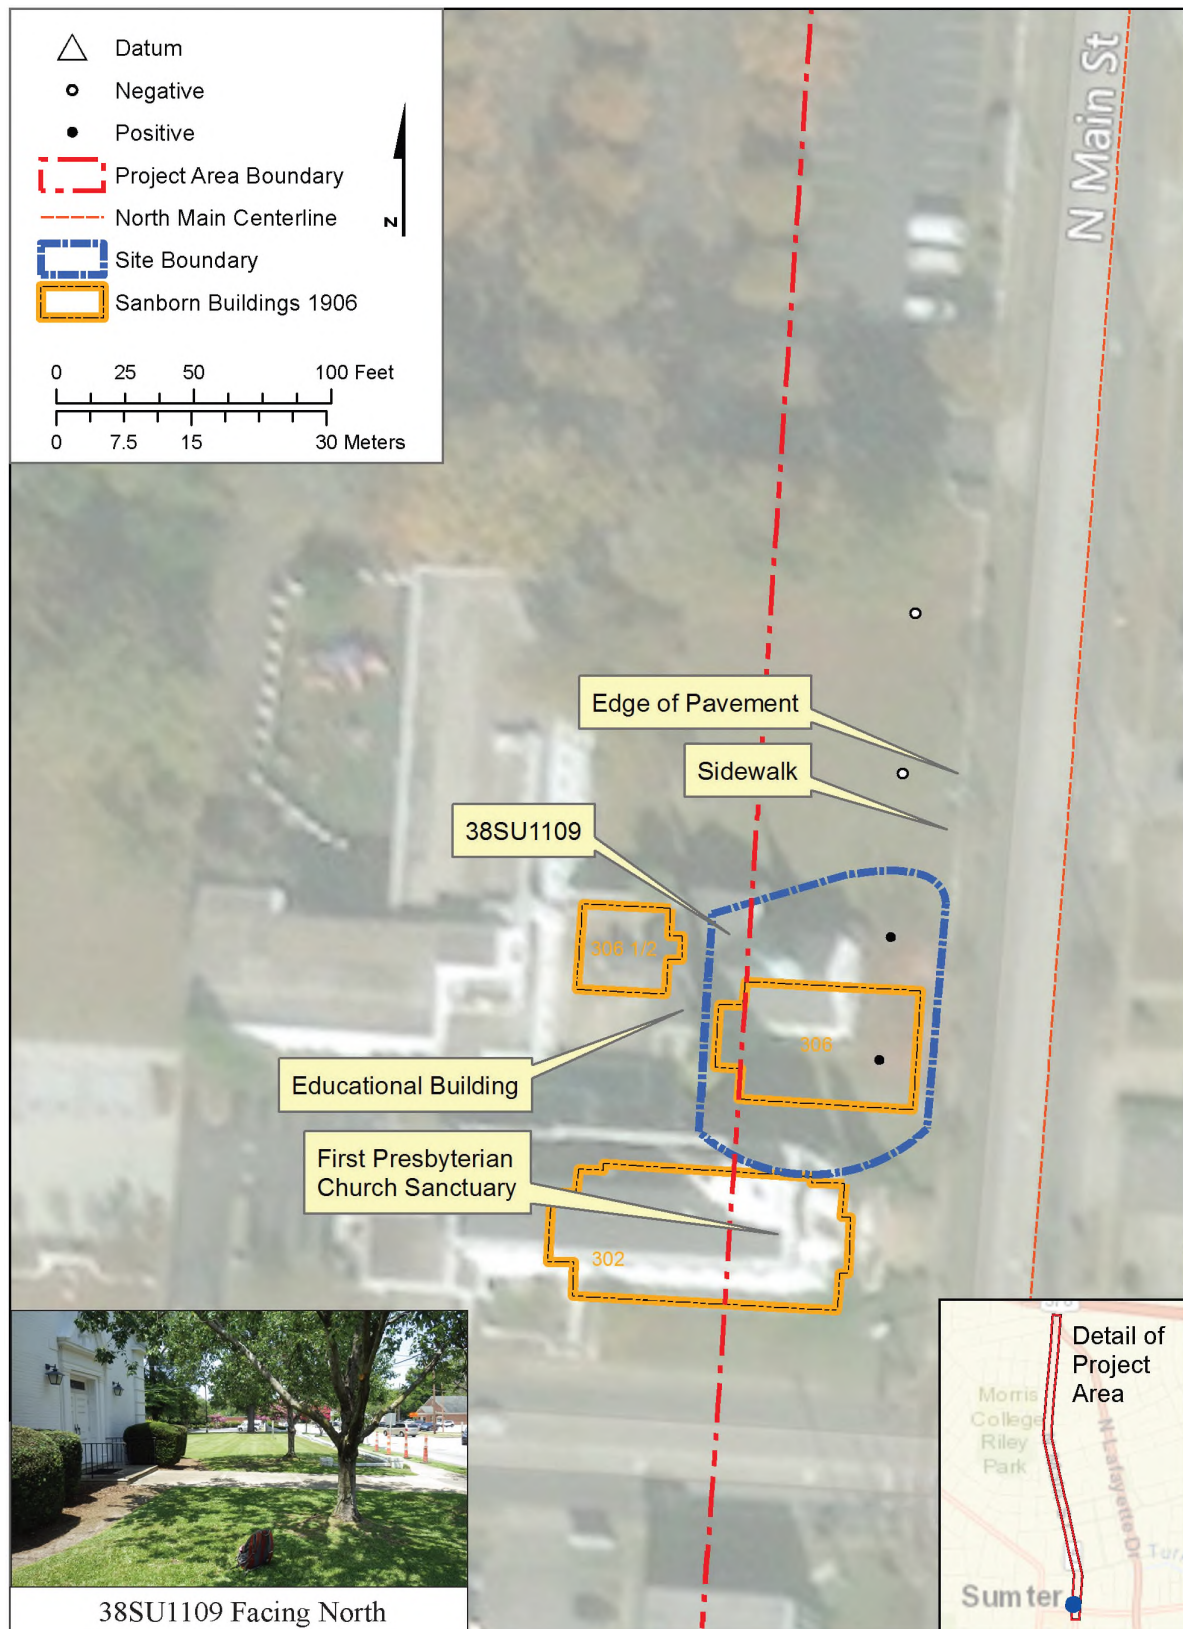 Datum
Negative
Positive
Project Area Boundary
North Main Centerline
Site Boundary
Sanborn Buildings 1906
N
0 25 50 100 Feet
0 7.5 15 30 Meters
N Main St
Edge of Pavement
Sidewalk
38SU1109
306 1/2
306
Educational Building
First Presbyterian
Church Sanctuary
302
38SU1109 Facing North
Detail of
Project
Area
Morris
College
Riley
Park
N Lafayette Dr
Sumter